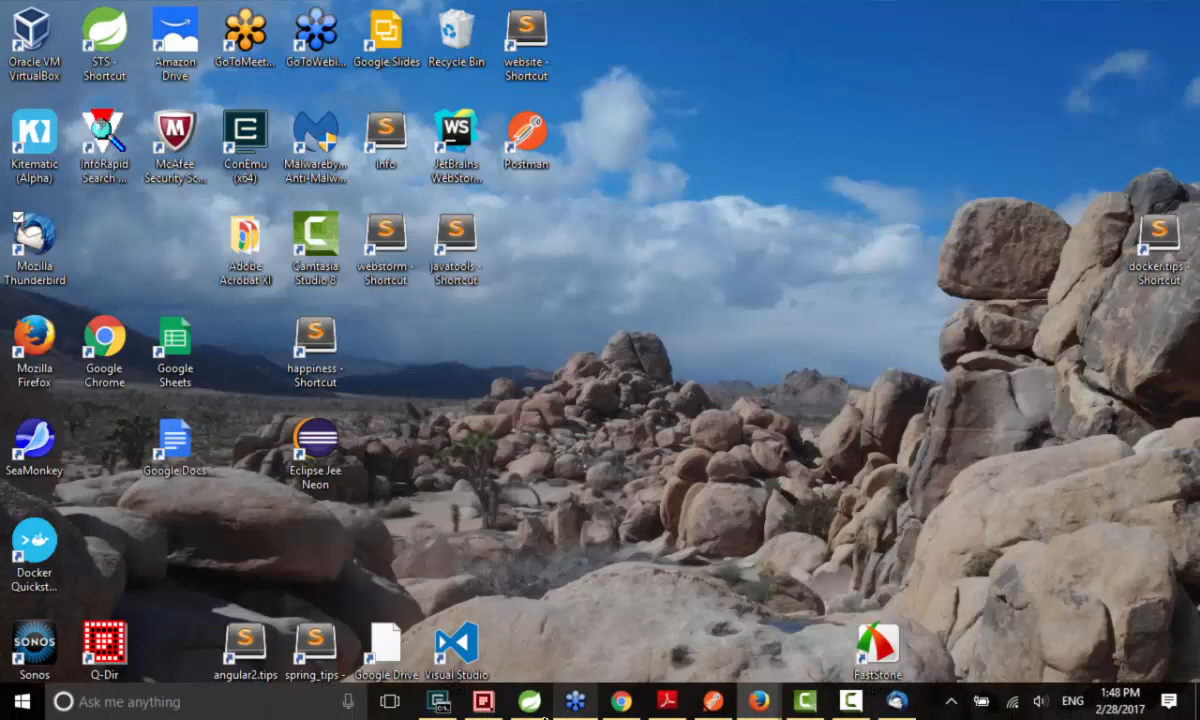 Oracle VM
VirtualBox
STS -
Shortcut
Amazon
Drive
GoToMeet...
GoToWebi...
Google Slides
Recycle Bin
S
website -
Shortcut
K
Kitematic
(Alpha)
InfoRapid
Search ...
M
McAfee
Security Sc...
ConEmu
(x64)
Malwareby...
Anti-Malw...
S
Info
WS
JetBrains
WebStor...
Postman
Mozilla
Thunderbird
Adobe
Acrobat XI
C
Camtasia
Studio 8
S
webstorm -
Shortcut
S
javatools -
Shortcut
S
docker.tips -
Shortcut
Mozilla
Firefox
Google
Chrome
Google
Sheets
S
happiness -
Shortcut
SeaMonkey
Google Docs
Eclipse Jee
Neon
Docker
Quickst...
SONOS
Sonos
Q-Dir
S
angular2.tips
S
spring_tips -
Google Drive
Visual Studio
FastStone
Ask me anything
ENG
1:48 PM
2/28/2017